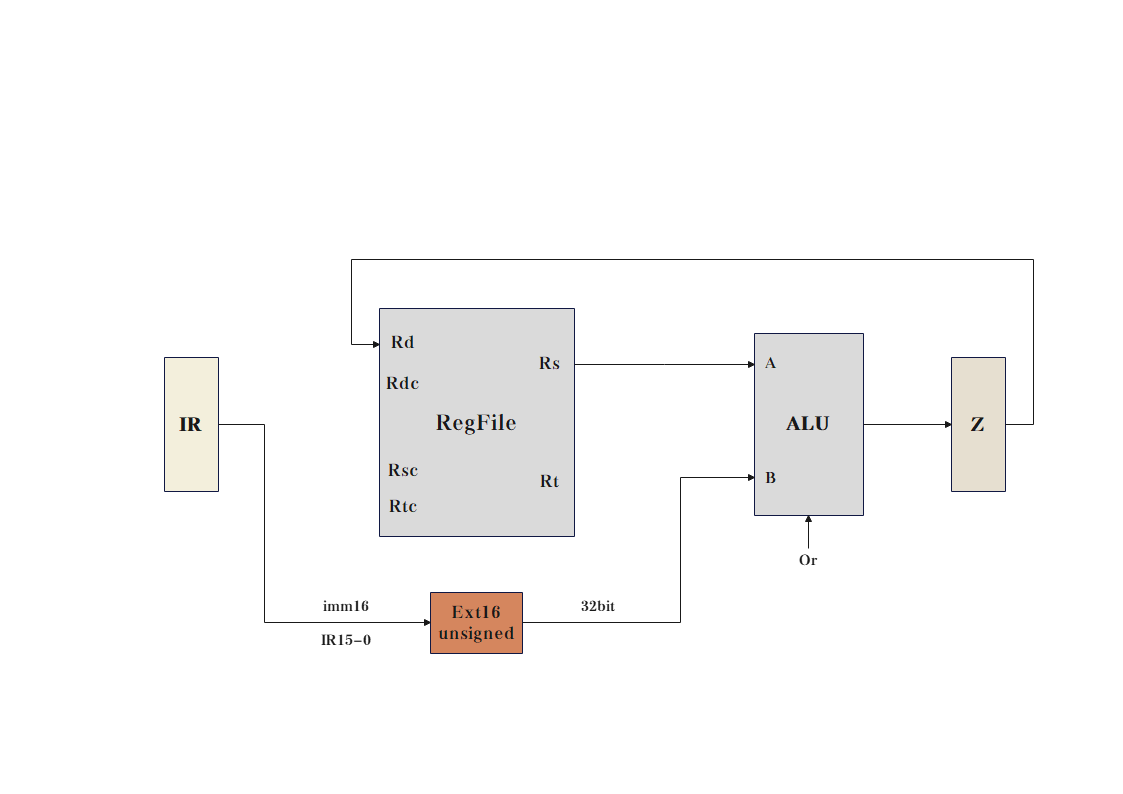 Rd
Rs
A
Rdc
IR
RegFile
ALU
Z
Rsc
Rt
B
Rtc
Or
imm16
Ext16
unsigned
32bit
IR15-0